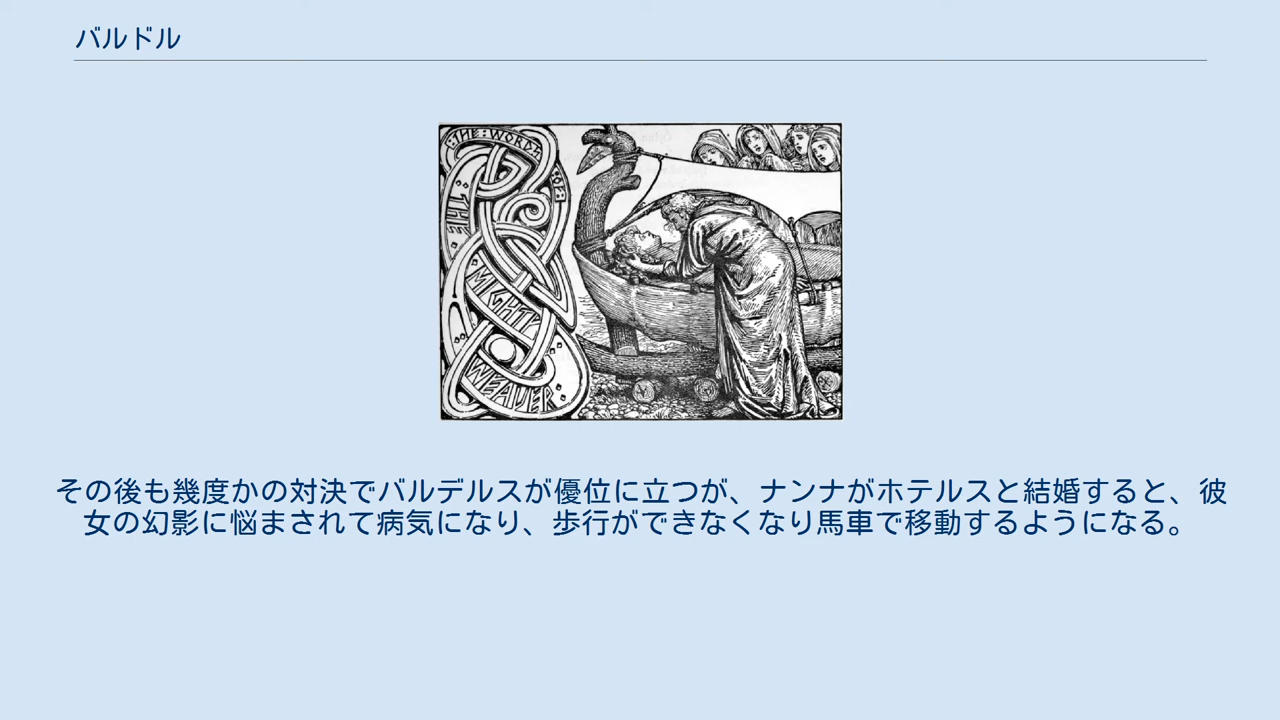 バルドル
THE WORDS
OF
THE
MIGHTY
WEAVER
その後も幾度かの対決でバルデルスが優位に立つが、ナンナがホテルスと結婚すると、彼
女の幻影に悩まされて病気になり、歩行ができなくなり馬車で移動するようになる。